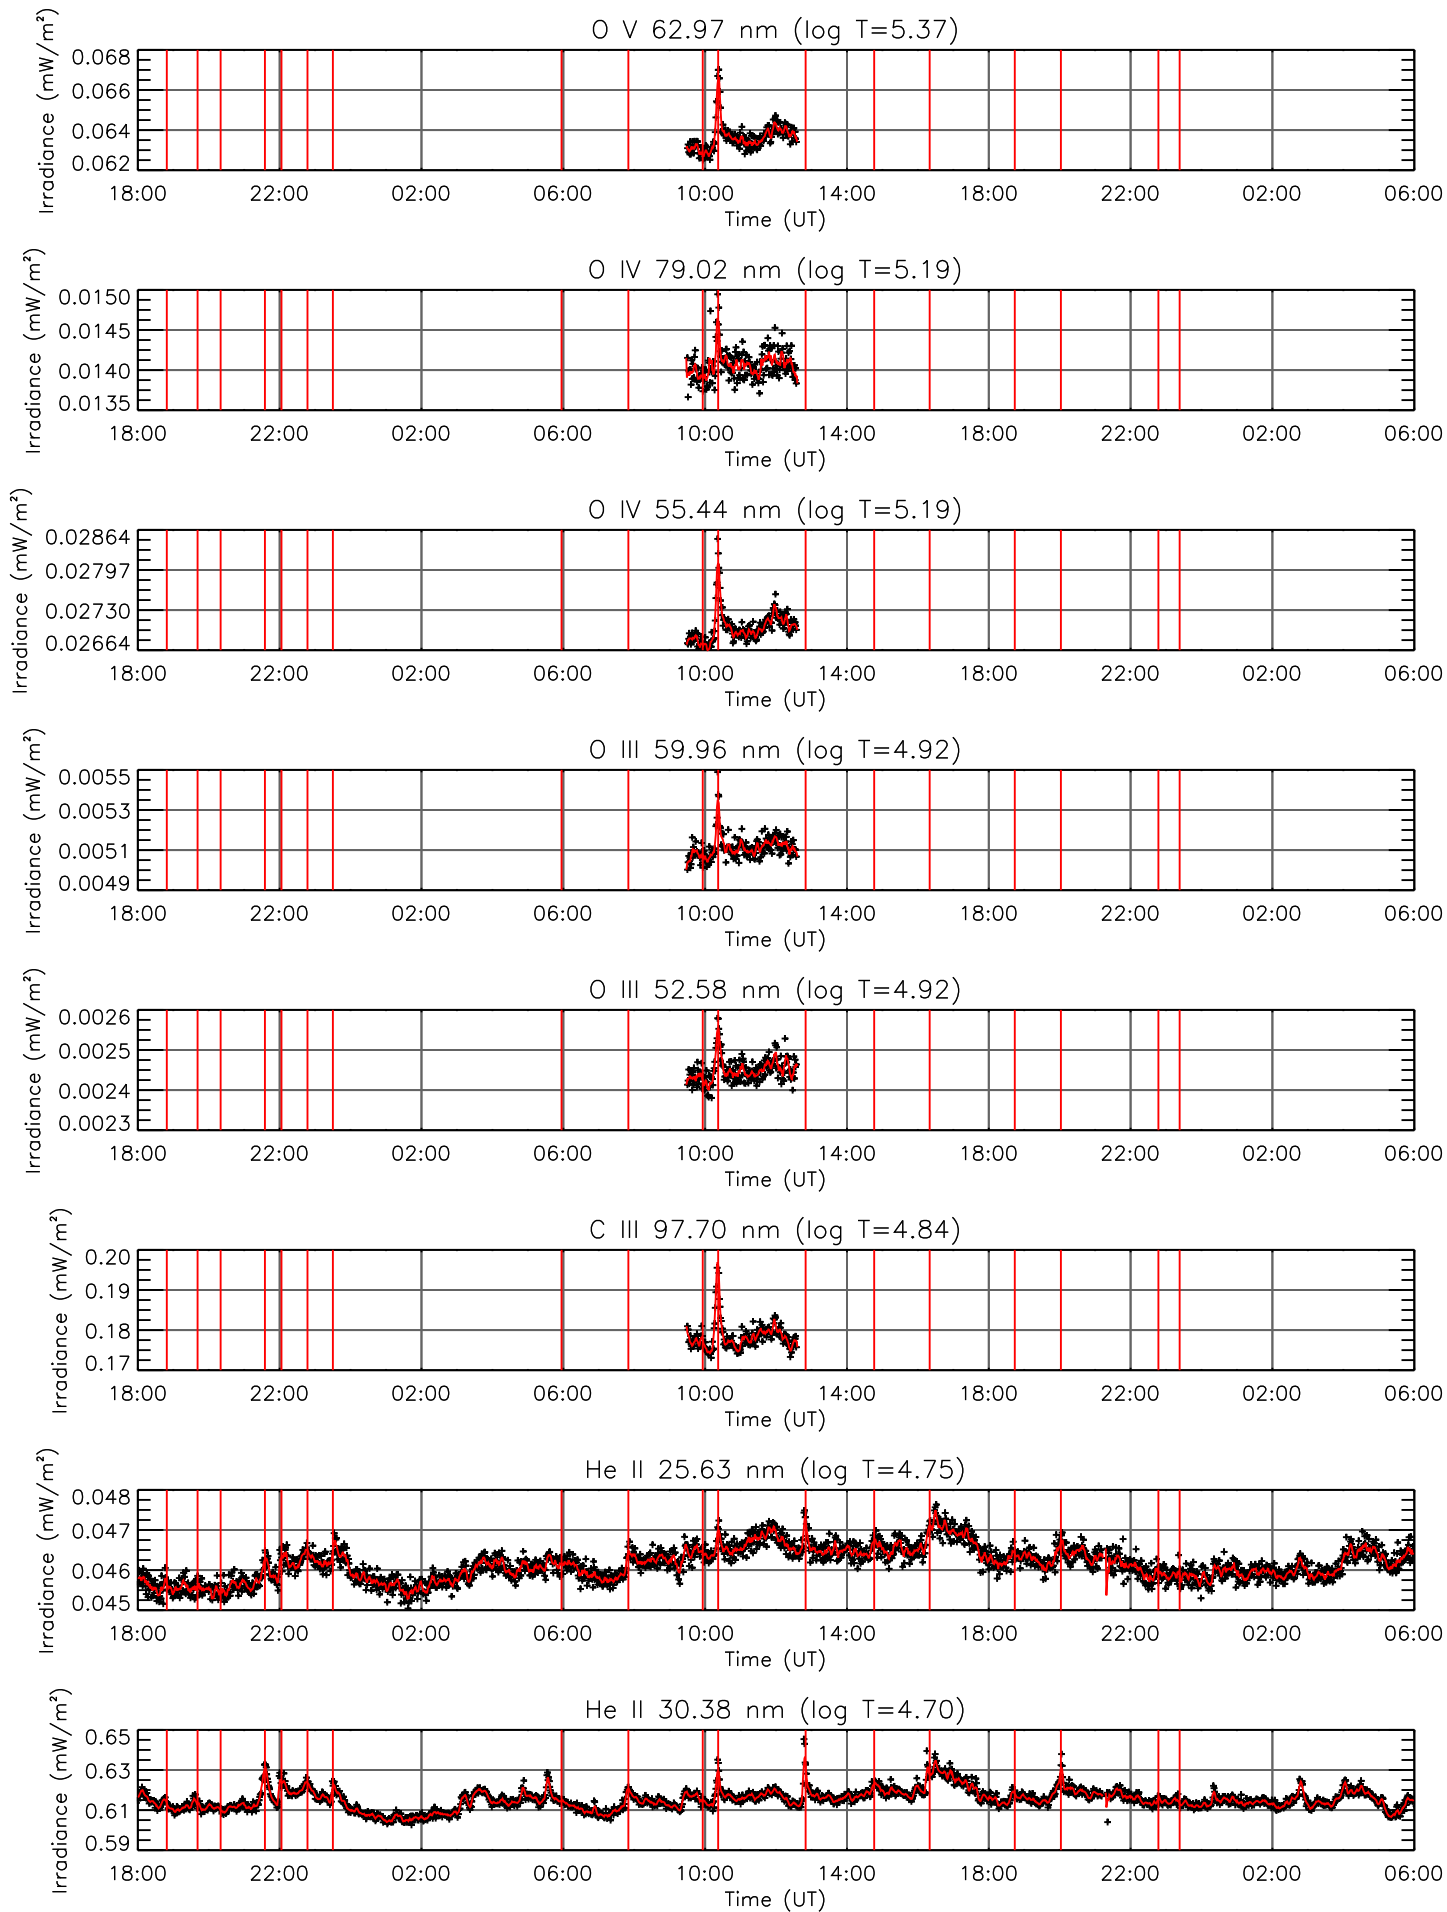 O V 62.97 nm (log T=5.37)
Irradiance (mW/m²)
0.068
0.066
0.064
0.062
18:00 22:00 02:00 06:00 10:00 14:00 18:00 22:00 02:00 06:00
Time (UT)
O IV 79.02 nm (log T=5.19)
Irradiance (mW/m²)
0.0150
0.0145
0.0140
0.0135
18:00 22:00 02:00 06:00 10:00 14:00 18:00 22:00 02:00 06:00
Time (UT)
O IV 55.44 nm (log T=5.19)
Irradiance (mW/m²)
0.02864
0.02797
0.02730
0.02664
18:00 22:00 02:00 06:00 10:00 14:00 18:00 22:00 02:00 06:00
Time (UT)
O III 59.96 nm (log T=4.92)
Irradiance (mW/m²)
0.0055
0.0053
0.0051
0.0049
18:00 22:00 02:00 06:00 10:00 14:00 18:00 22:00 02:00 06:00
Time (UT)
O III 52.58 nm (log T=4.92)
Irradiance (mW/m²)
0.0026
0.0025
0.0024
0.0023
18:00 22:00 02:00 06:00 10:00 14:00 18:00 22:00 02:00 06:00
Time (UT)
C III 97.70 nm (log T=4.84)
Irradiance (mW/m²)
0.20
0.19
0.18
0.17
18:00 22:00 02:00 06:00 10:00 14:00 18:00 22:00 02:00 06:00
Time (UT)
He II 25.63 nm (log T=4.75)
Irradiance (mW/m²)
0.048
0.047
0.046
0.045
18:00 22:00 02:00 06:00 10:00 14:00 18:00 22:00 02:00 06:00
Time (UT)
He II 30.38 nm (log T=4.70)
Irradiance (mW/m²)
0.65
0.63
0.61
0.59
18:00 22:00 02:00 06:00 10:00 14:00 18:00 22:00 02:00 06:00
Time (UT)